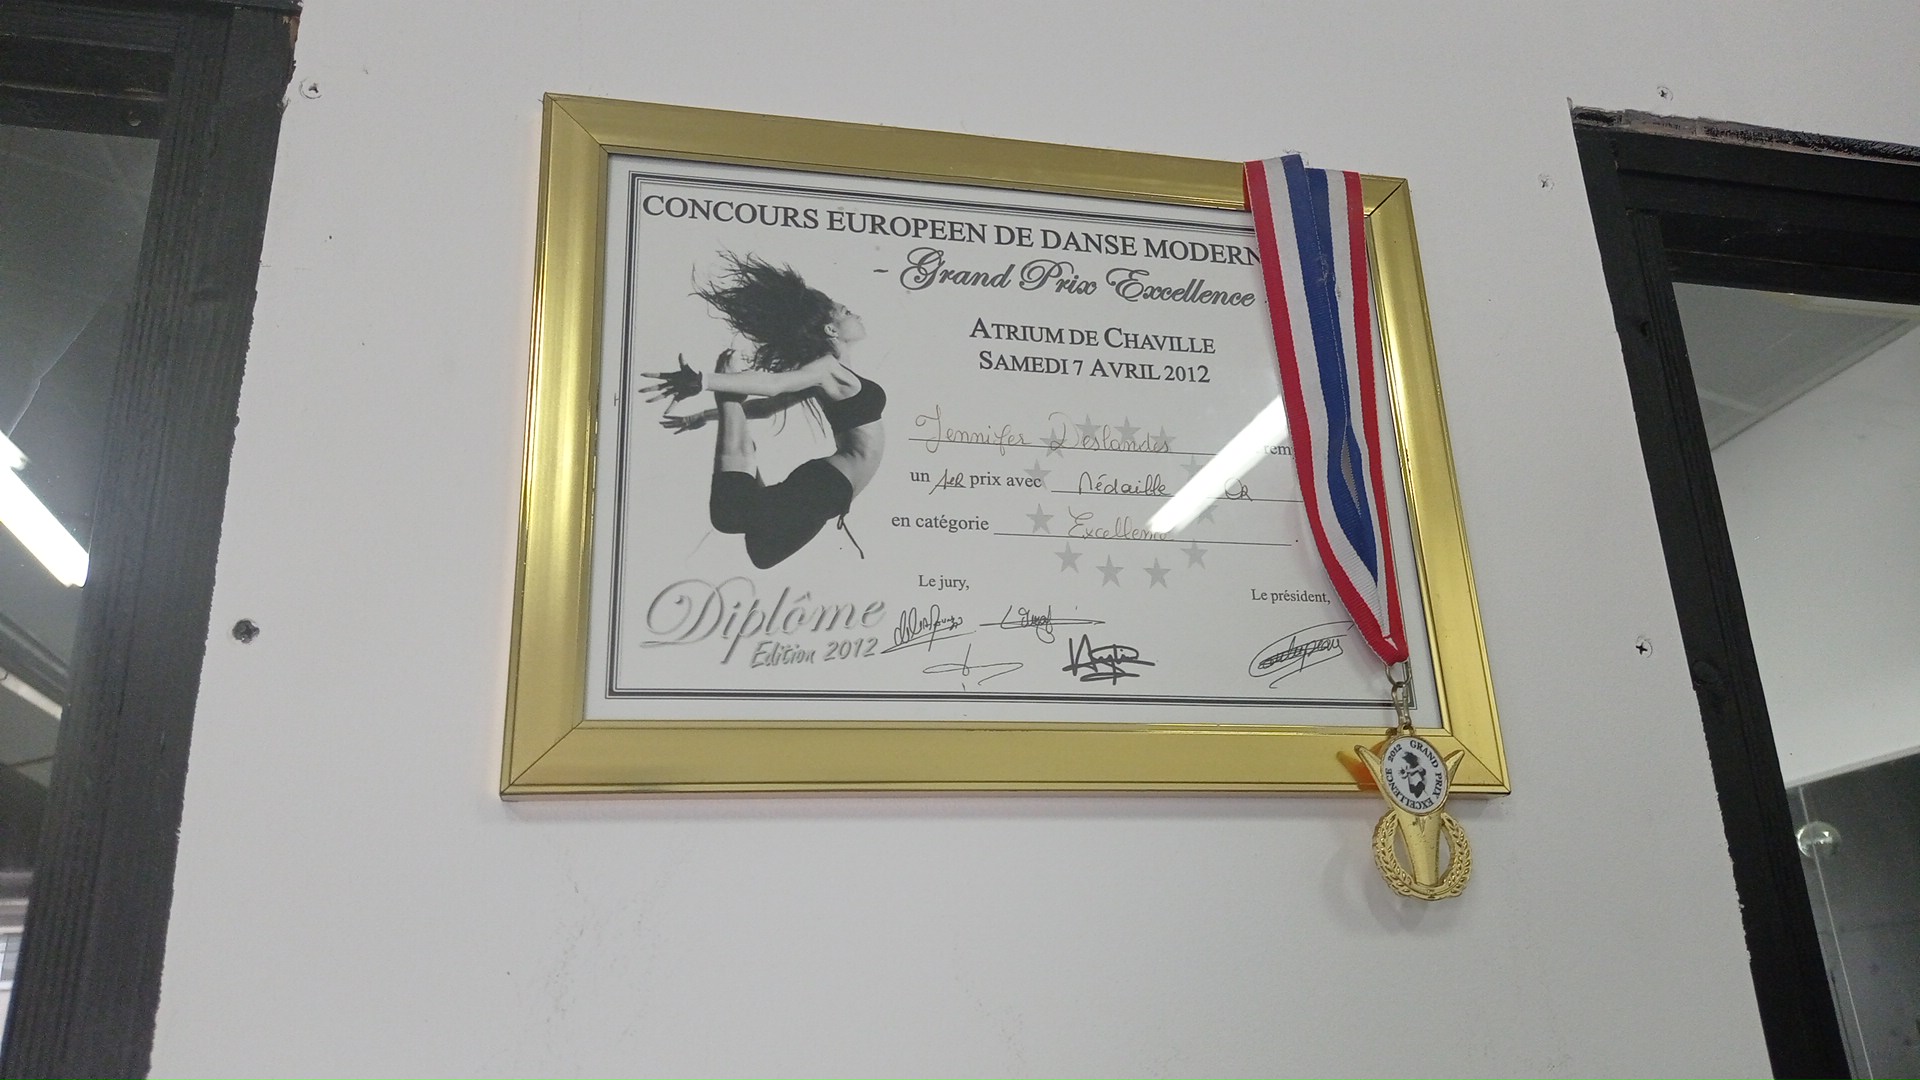 CONCOURS EUROPEEN DE DANSE MODERN
- Grand Prix Excellence -
ATRIUM DE CHAVILLE
SAMEDI 7 AVRIL 2012
Jennifer Deslandes rem
un 1ER prix avec Médaille OR
en catégorie Excellence
Le jury,
Le président,
Diplôme
Edition 2012
2012 GRAND PRIX EXCELLENCE